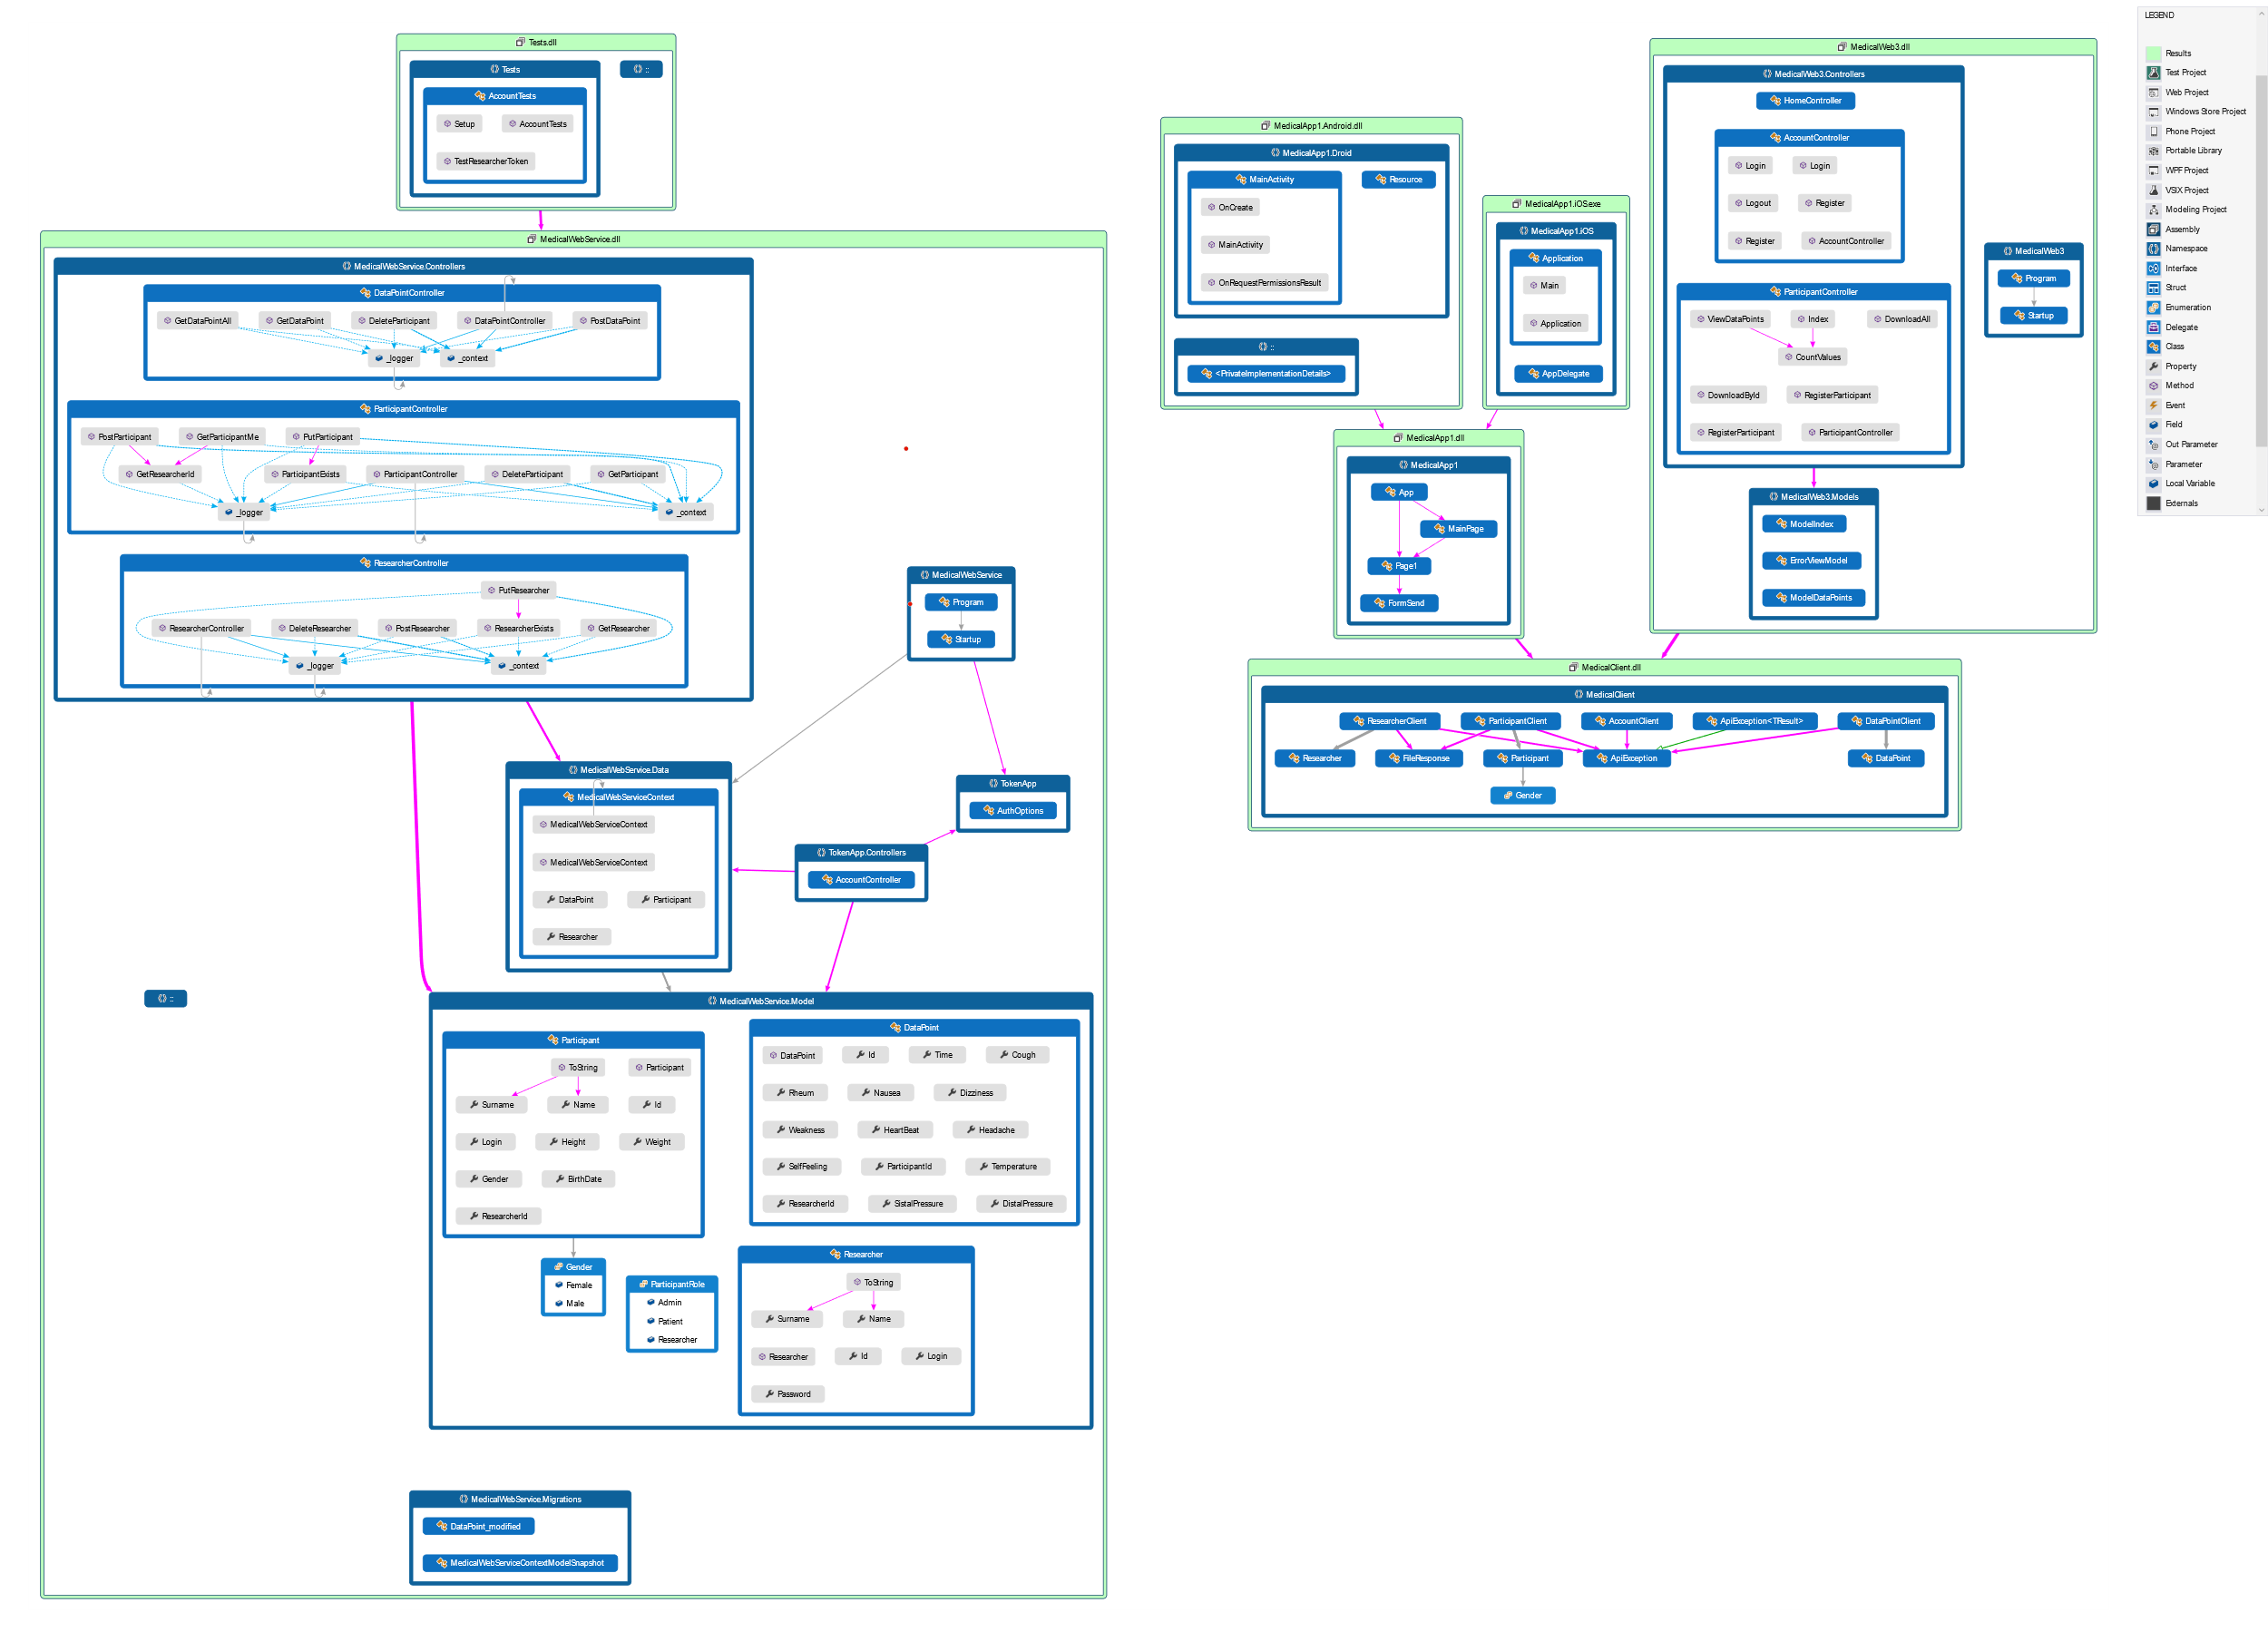 Tests.dll
Tests
::
AccountTests
Setup
AccountTests
TestResearcherToken
MedicalWebService.dll
MedicalWebService.Controllers
DataPointController
GetDataPointAll
GetDataPoint
DeleteParticipant
DataPointController
PostDataPoint
_logger
_context
ParticipantController
PostParticipant
GetParticipantMe
PutParticipant
GetResearcherId
ParticipantExists
ParticipantController
DeleteParticipant
GetParticipant
_logger
_context
ResearcherController
PutResearcher
ResearcherController
DeleteResearcher
PostResearcher
ResearcherExists
GetResearcher
_logger
_context
MedicalWebService
Program
Startup
MedicalWebService.Data
MedicalWebServiceContext
MedicalWebServiceContext
MedicalWebServiceContext
DataPoint
Participant
Researcher
TokenApp
AuthOptions
TokenApp.Controllers
AccountController
::
MedicalWebService.Model
Participant
ToString
Participant
Surname
Name
Id
Login
Height
Weight
Gender
BirthDate
ResearcherId
DataPoint
DataPoint
Id
Time
Cough
Rheum
Nausea
Dizziness
Weakness
HeartBeat
Headache
SelfFeeling
ParticipantId
Temperature
ResearcherId
SistalPressure
DistalPressure
Gender
Female
Male
ParticipantRole
Admin
Patient
Researcher
Researcher
ToString
Surname
Name
Researcher
Id
Login
Password
MedicalWebService.Migrations
DataPoint_modified
MedicalWebServiceContextModelSnapshot
MedicalApp1.Android.dll
MedicalApp1.Droid
MainActivity
Resource
OnCreate
MainActivity
OnRequestPermissionsResult
::
<PrivateImplementationDetails>
MedicalApp1.iOS.exe
MedicalApp1.iOS
Application
Main
Application
AppDelegate
MedicalApp1.dll
MedicalApp1
App
MainPage
Page1
FormSend
MedicalWeb3.dll
MedicalWeb3.Controllers
HomeController
AccountController
Login
Login
Logout
Register
Register
AccountController
ParticipantController
ViewDataPoints
Index
DownloadAll
CountValues
DownloadById
RegisterParticipant
RegisterParticipant
ParticipantController
MedicalWeb3
Program
Startup
MedicalWeb3.Models
ModelIndex
ErrorViewModel
ModelDataPoints
MedicalClient.dll
MedicalClient
ResearcherClient
ParticipantClient
AccountClient
ApiException<TResult>
DataPointClient
Researcher
FileResponse
Participant
ApiException
DataPoint
Gender
LEGEND
Results
Test Project
Web Project
Windows Store Project
Phone Project
Portable Library
WPF Project
VSIX Project
Modeling Project
Assembly
Namespace
Interface
Struct
Enumeration
Delegate
Class
Property
Method
Event
Field
Out Parameter
Parameter
Local Variable
Externals